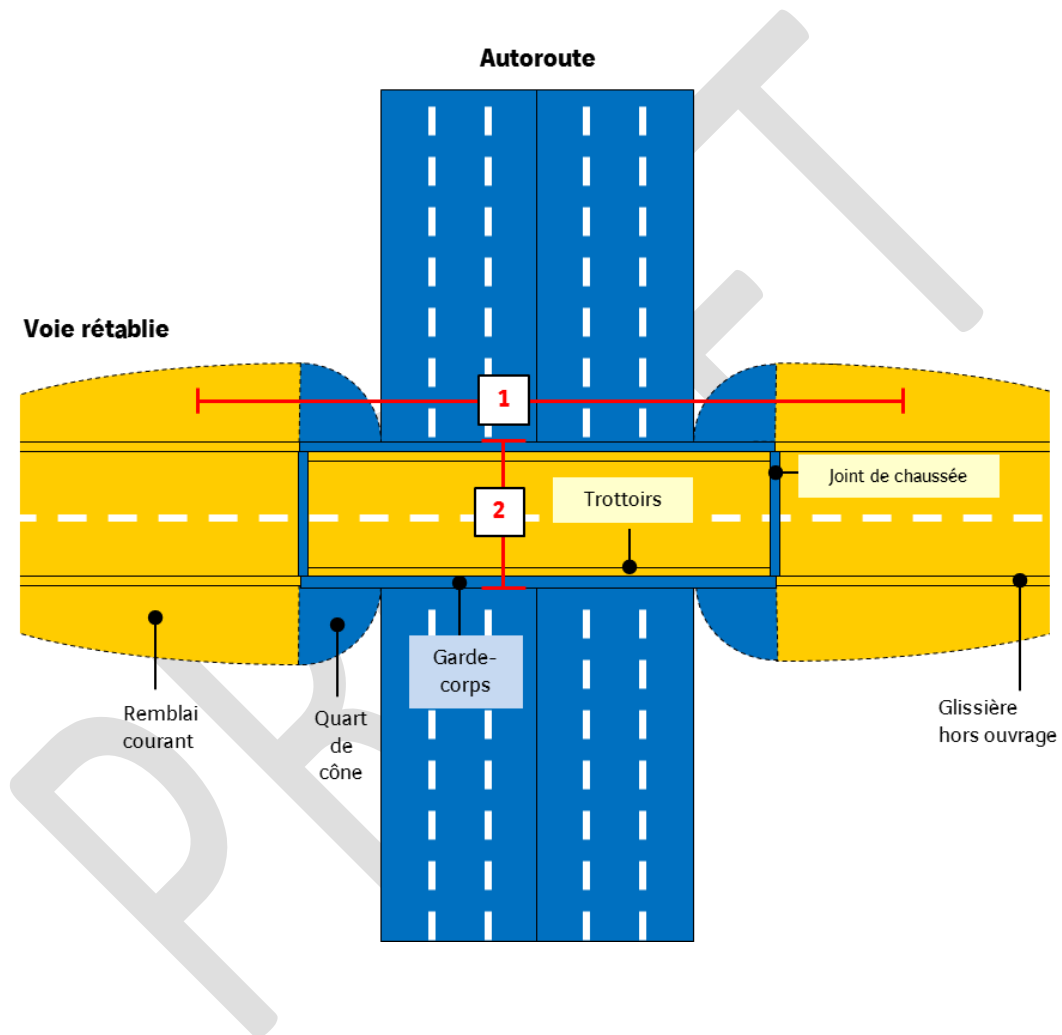 Autoroute
Voie rétablie
1
Joint de chaussée
Trottoirs
2
Garde-
corps
Remblai
courant
Quart
de
cône
Glissière
hors ouvrage
PROJET